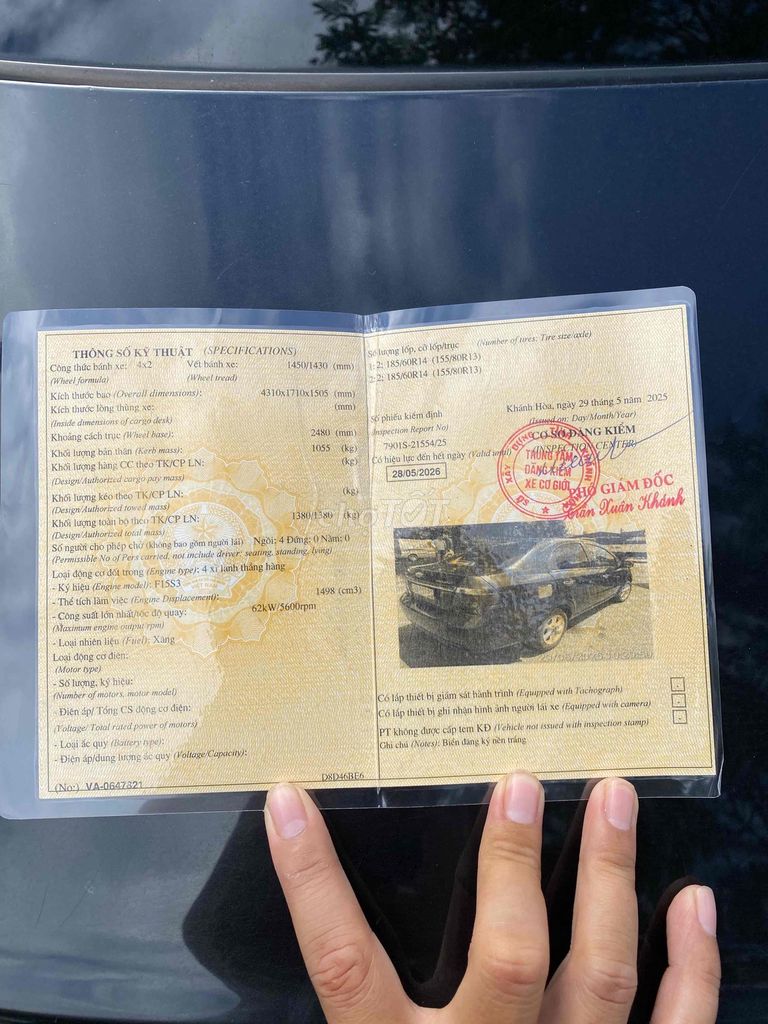 THÔNG SỐ KỸ THUẬT (SPECIFICATIONS)
Công thức bánh xe: 4x2 Vết bánh xe: 1450/1430 (mm)
(Wheel formula) (Wheel tread)
Kích thước bao (Overall dimensions): 4310x1710x1505 (mm)
Kích thước lòng thùng xe: (mm)
(Inside dimensions of cargo desk)
Khoảng cách trục (Wheel base): 2480 (mm)
Khối lượng bản thân (Kerb mass): 1055 (kg)
Khối lượng hàng CC theo TK/CP LN: (kg)
(Design/Authorized cargo pay mass)
Khối lượng kéo theo TK/CP LN: (kg)
(Design/Authorized towed mass)
Khối lượng toàn bộ theo TK/CP LN: 1380/1380 (kg)
(Design/Authorized total mass)
Số người cho phép chở (không bao gồm người lái) Ngồi: 4 Đứng: 0 Nằm: 0
(Permissible No of Pers carried, not include driver: seating, standing, lying)
Loại động cơ đốt trong (Engine type): 4 xi lanh thẳng hàng
- Ký hiệu (Engine model): F15S3
- Thể tích làm việc (Engine Displacement): 1498 (cm3)
- Công suất lớn nhất/tốc độ quay: 62kW/5600rpm
(Maximum engine output rpm)
- Loại nhiên liệu (Fuel): Xăng
Loại động cơ điện:
(Motor type)
- Số lượng, ký hiệu:
(Number of motors, motor model)
- Điện áp/ Tổng CS động cơ điện:
(Voltage/ Total rated power of motors)
- Loại ắc quy (Battery type):
- Điện áp/dung lượng ắc quy (Voltage/Capacity):
D8D46BE6
(No:) VA-0647821
Số lượng lốp, cỡ lốp/trục (Number of tires: Tire size/axle)
1: 2; 185/60R14 (155/80R13)
2: 2; 185/60R14 (155/80R13)
Số phiếu kiểm định Khánh Hòa, ngày 29 tháng 5 năm 2025
(Inspection Report No) (Issued on: Day/Month/Year)
7901S-21554/25 CƠ SỞ ĐĂNG KIỂM
Có hiệu lực đến hết ngày (Valid until) (INSPECTION CENTER)
28/05/2026
TRUNG TÂM
ĐĂNG KIỂM
XE CƠ GIỚI
PHÓ GIÁM ĐỐC
Xuân Khánh
Có lắp thiết bị giám sát hành trình (Equipped with Tachograph)
Có lắp thiết bị ghi nhận hình ảnh người lái xe (Equipped with camera)
PT không được cấp tem KĐ (Vehicle not issued with inspection stamp)
Ghi chú (Notes): Biển đăng ký nền trắng